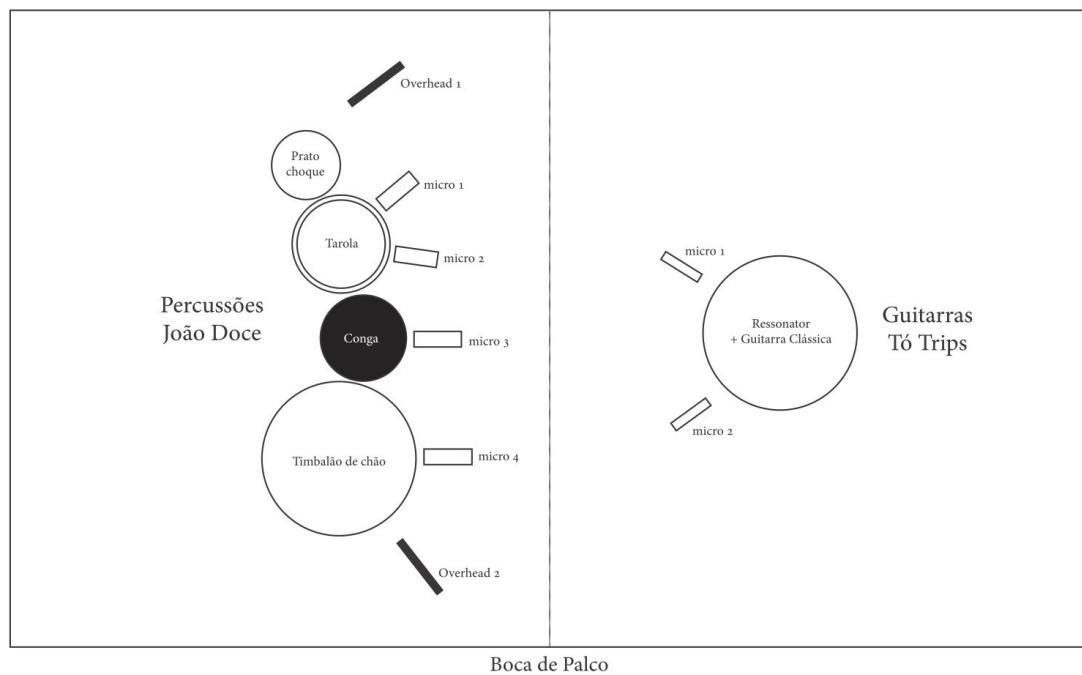 Overhead 1
Prato
choque
micro 1
Tarola
micro 2
Percussões
João Doce
Conga
micro 3
Timbalão de chão
micro 4
Overhead 2
micro 1
Ressonator
+ Guitarra Clássica
Guitarras
Tó Trips
micro 2
Boca de Palco